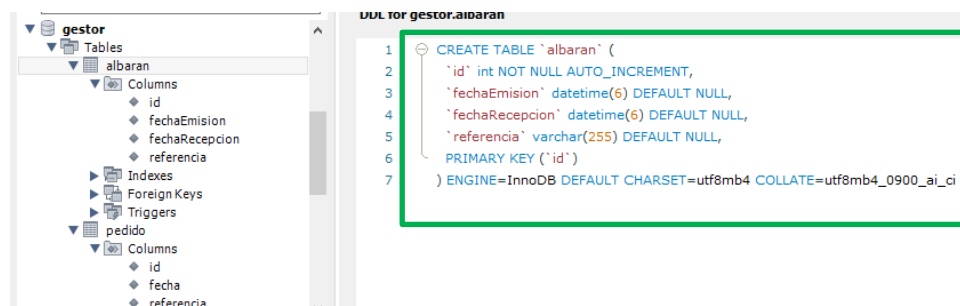 gestor
Tables
albaran
Columns
id
fechaEmision
fechaRecepcion
referencia
Indexes
Foreign Keys
Triggers
pedido
Columns
id
fecha
referencia
DDL for gestor.albaran
1 CREATE TABLE `albaran` (
2 `id` int NOT NULL AUTO_INCREMENT,
3 `fechaEmision` datetime(6) DEFAULT NULL,
4 `fechaRecepcion` datetime(6) DEFAULT NULL,
5 `referencia` varchar(255) DEFAULT NULL,
6 PRIMARY KEY (`id`)
7 ) ENGINE=InnoDB DEFAULT CHARSET=utf8mb4 COLLATE=utf8mb4_0900_ai_ci